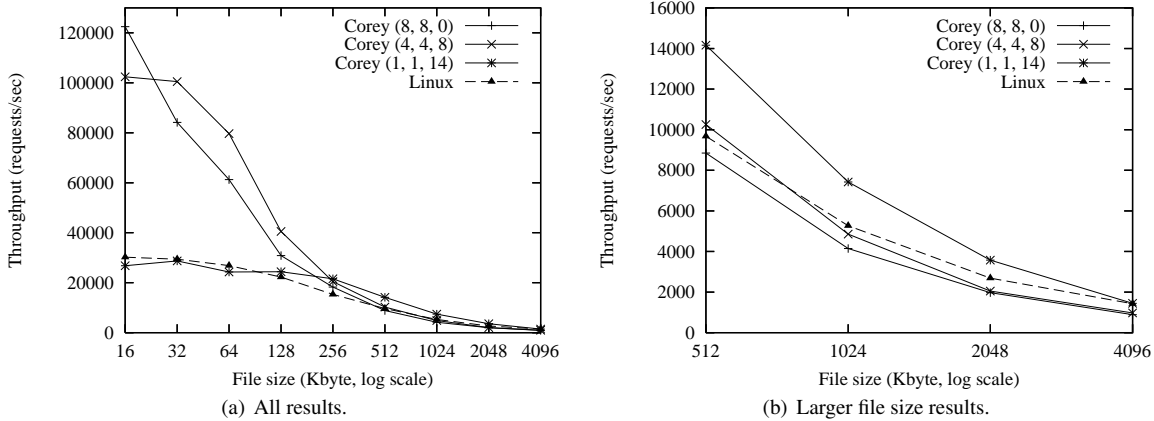 Throughput (requests/sec)
120000
100000
80000
60000
40000
20000
0
Corey (8, 8, 0)
Corey (4, 4, 8)
Corey (1, 1, 14)
Linux
16 32 64 128 256 512 1024 2048 4096
File size (Kbyte, log scale)
(a) All results.
Throughput (requests/sec)
16000
14000
12000
10000
8000
6000
4000
2000
0
Corey (8, 8, 0)
Corey (4, 4, 8)
Corey (1, 1, 14)
Linux
512 1024 2048 4096
File size (Kbyte, log scale)
(b) Larger file size results.